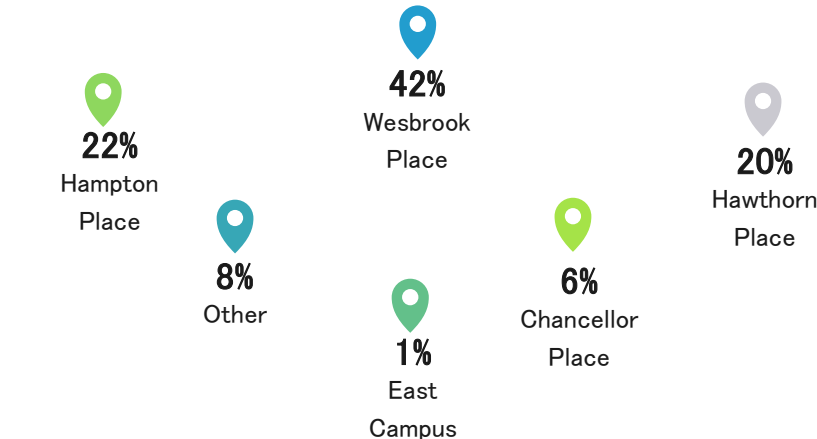 42%
Wesbrook
Place
22%
Hampton
Place
20%
Hawthorn
Place
8%
Other
6%
Chancellor
Place
1%
East
Campus